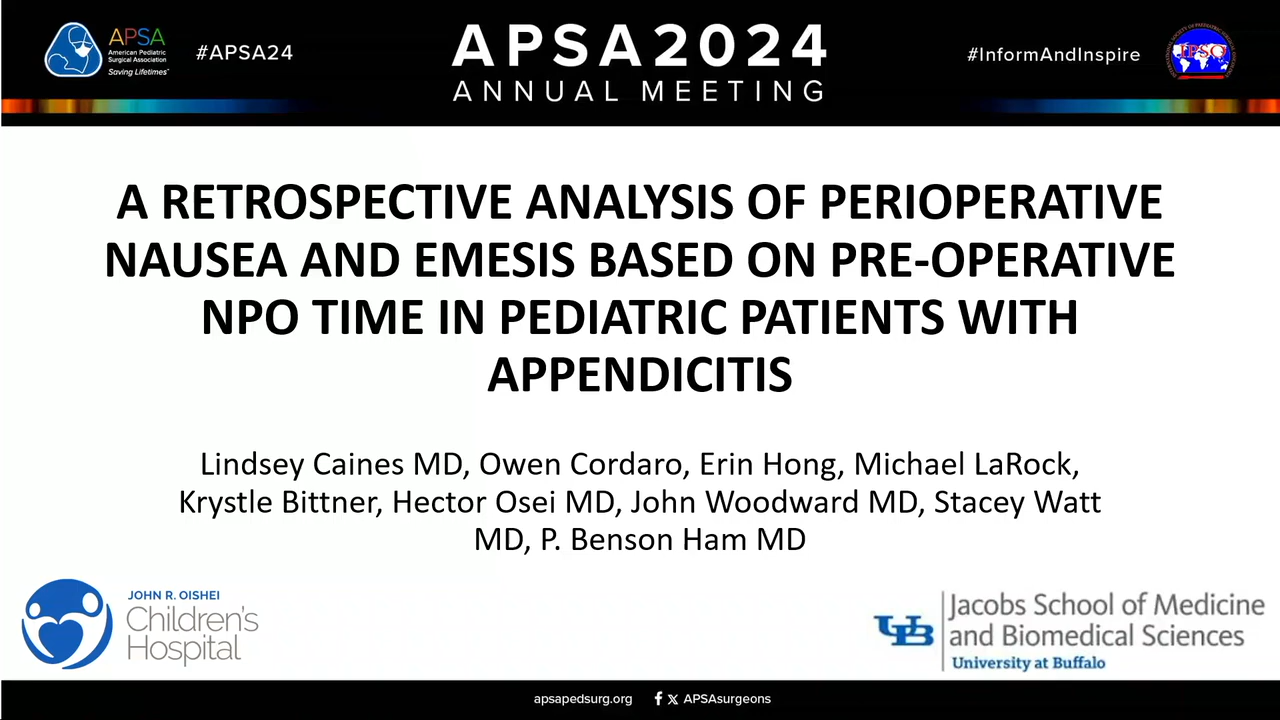 APSA
American Pediatric
Surgical Association
Saving Lifetimes
#APSA24
APSA2024
ANNUAL MEETING
#InformAndInspire
IPSO
A RETROSPECTIVE ANALYSIS OF PERIOPERATIVE
NAUSEA AND EMESIS BASED ON PRE-OPERATIVE
NPO TIME IN PEDIATRIC PATIENTS WITH
APPENDICITIS
Lindsey Caines MD, Owen Cordaro, Erin Hong, Michael LaRock,
Krystle Bittner, Hector Osei MD, John Woodward MD, Stacey Watt
MD, P. Benson Ham MD
JOHN R. OISHEI
Children's
Hospital
UB
Jacobs School of Medicine
and Biomedical Sciences
University at Buffalo
apsapedsurg.org
f X APSAsurgeons